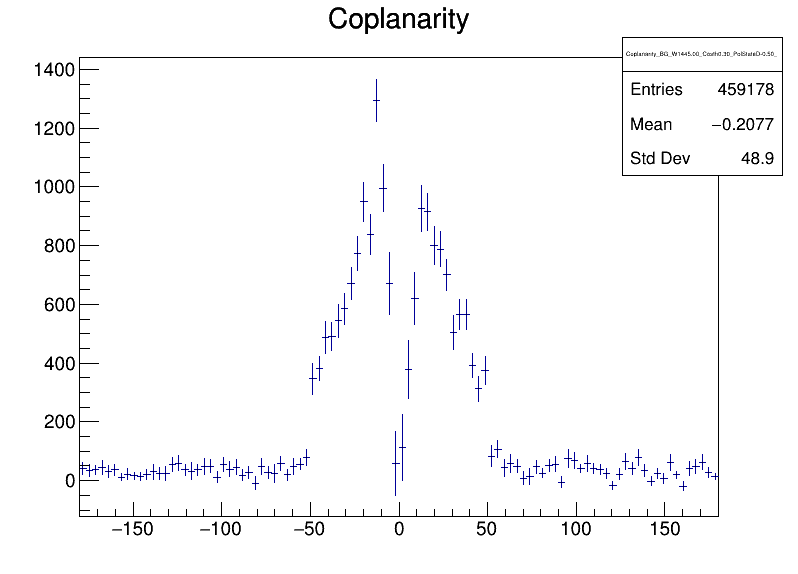 Coplanarity
Coplanarity_BG_W1445.00_Costh0.30_PolStateD-0.50_
Entries 459178
Mean −0.2077
Std Dev 48.9
1400
1200
1000
800
600
400
200
0
−150 −100 −50 0 50 100 150